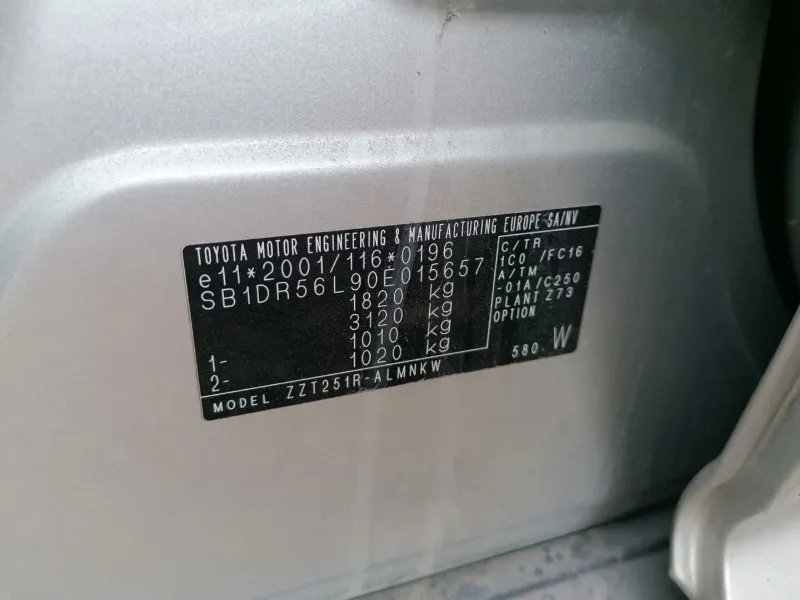 TOYOTA MOTOR ENGINEERING & MANUFACTURING EUROPE SA/NV
e11*2001/116*0196
SB1DR56L90E015657
1820 kg
3120 kg
1- 1010 kg
2- 1020 kg
C/TR
1C0 /FC16
A/TM
-01A/C250
PLANT Z73
OPTION
580 W
MODEL ZZT251R-ALMNKW